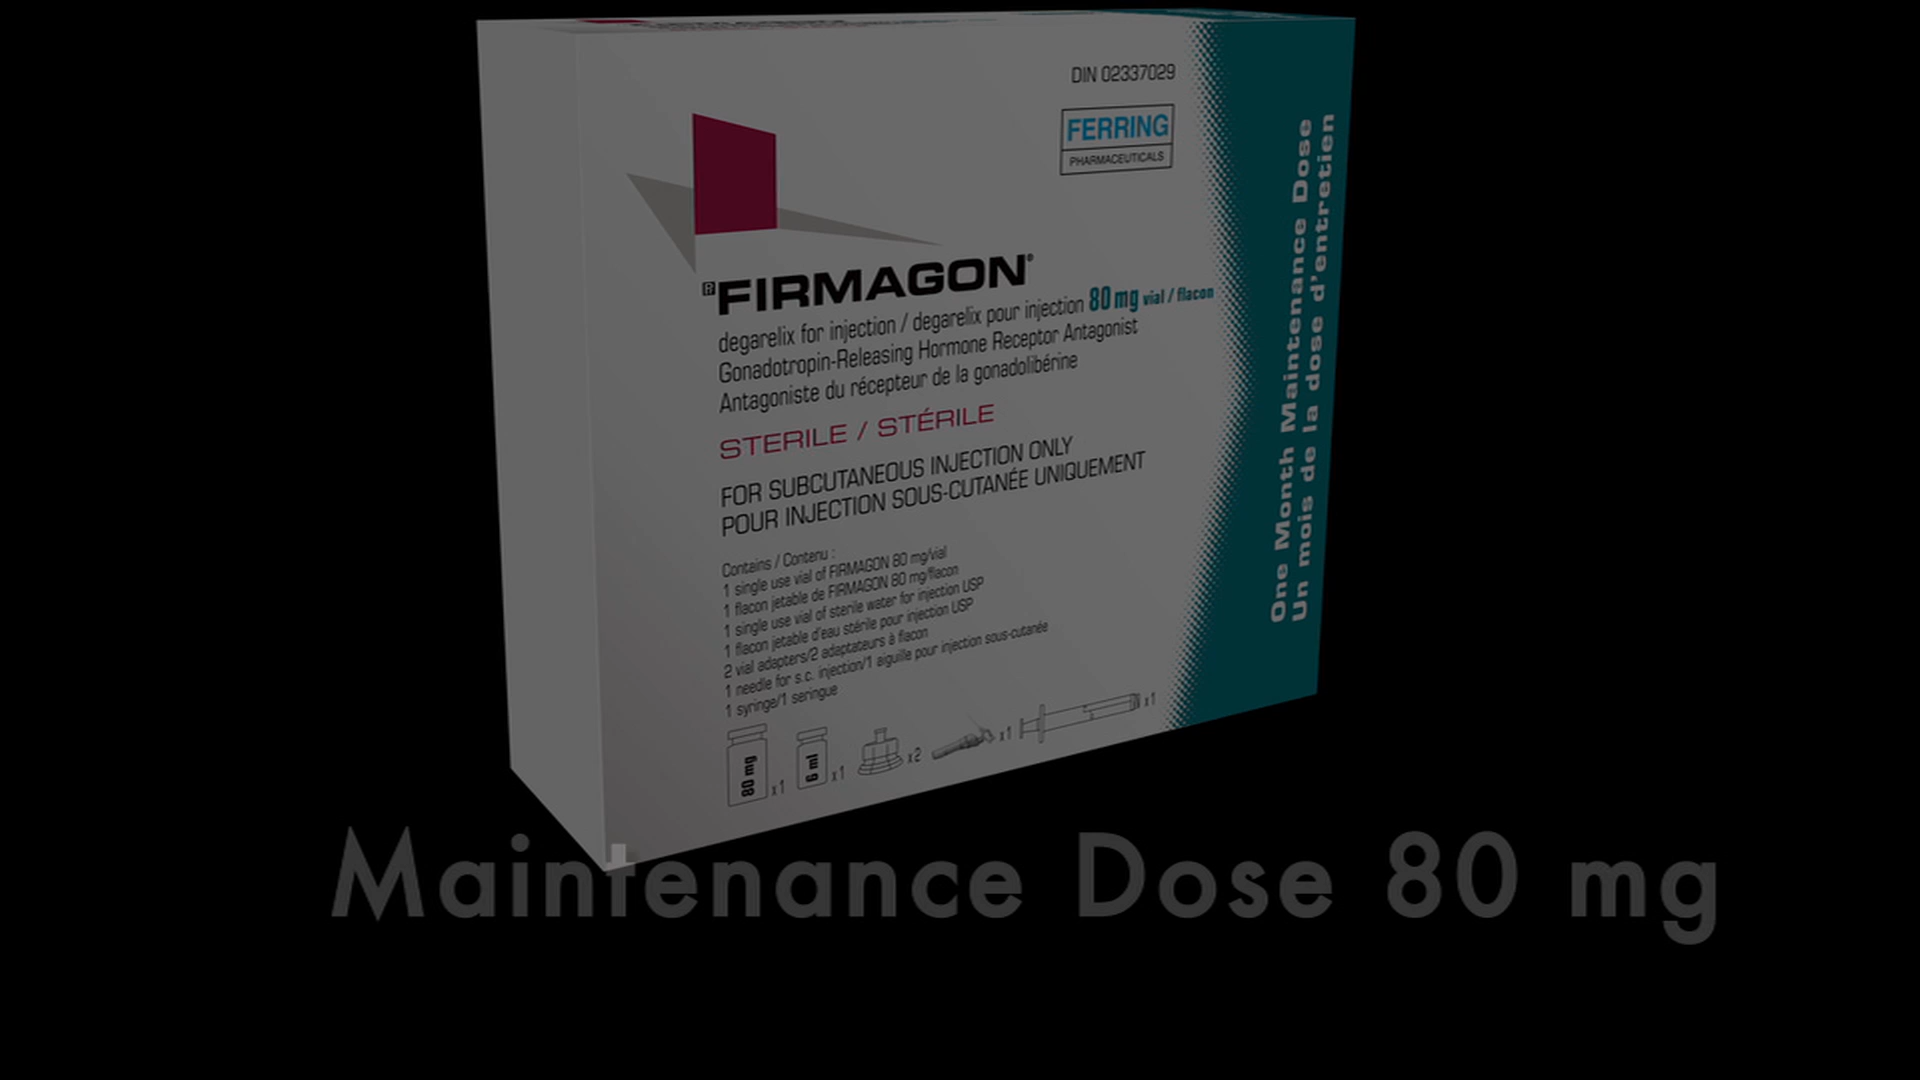 DIN 02337029
FERRING
PHARMACEUTICALS
PrFIRMAGON®
degarelix for injection / degarelix pour injection 80 mg vial / flacon
Gonadotropin-Releasing Hormone Receptor Antagonist
Antagoniste du récepteur de la gonadolibérine
STERILE / STÉRILE
FOR SUBCUTANEOUS INJECTION ONLY
POUR INJECTION SOUS-CUTANÉE UNIQUEMENT
Contains / Contenu :
1 single use vial of FIRMAGON 80 mg/vial
1 flacon jetable de FIRMAGON 80 mg/flacon
1 single use vial of sterile water for injection USP
1 flacon jetable d'eau stérile pour injection USP
2 vial adapters/2 adaptateurs à flacon
1 needle for s.c. injection/1 aiguille pour injection sous-cutanée
1 syringe/1 seringue
80 mg x1 6 ml x1 x2 x1 x1
One Month Maintenance Dose
Un mois de la dose d'entretien
Maintenance Dose 80 mg